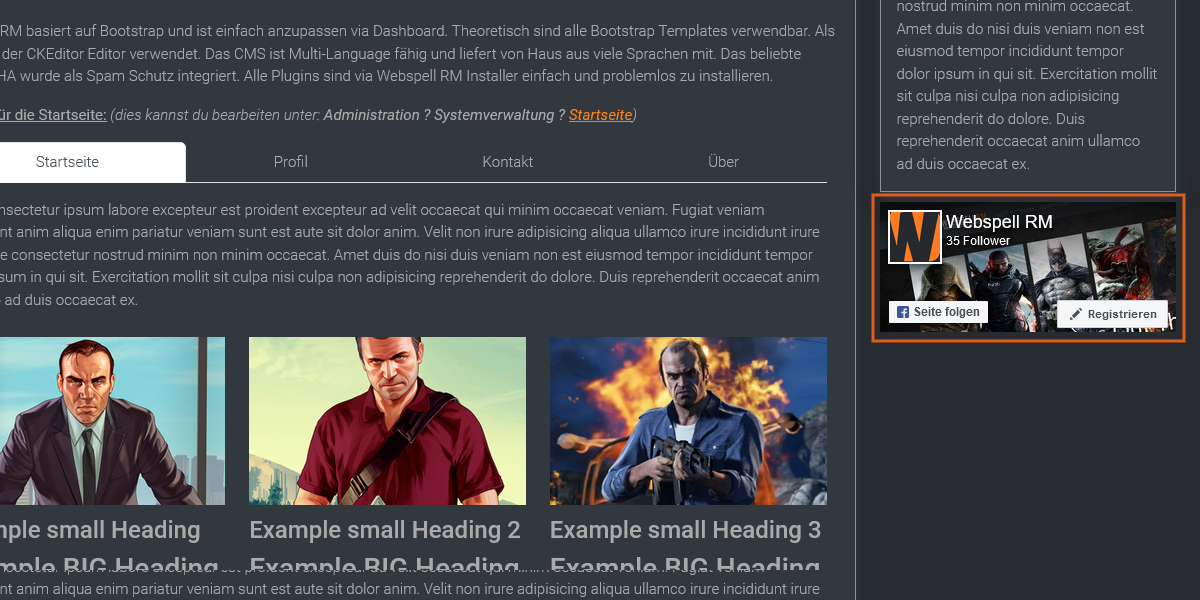 RM basiert auf Bootstrap und ist einfach anzupassen via Dashboard. Theoretisch sind alle Bootstrap Templates verwendbar. Als
der CKEditor Editor verwendet. Das CMS ist Multi-Language fähig und liefert von Haus aus viele Sprachen mit. Das beliebte
HA wurde als Spam Schutz integriert. Alle Plugins sind via Webspell RM Installer einfach und problemlos zu installieren.
ür die Startseite: (dies kannst du bearbeiten unter: Administration ? Systemverwaltung ? Startseite)
Startseite Profil Kontakt Über
nsectetur ipsum labore excepteur est proident excepteur ad velit occaecat qui minim occaecat veniam. Fugiat veniam
nt anim aliqua enim pariatur veniam sunt est aute sit dolor anim. Velit non irure adipisicing aliqua ullamco irure incididunt irure
e consectetur nostrud minim non minim occaecat. Amet duis do nisi duis veniam non est eiusmod tempor incididunt tempor
sum in qui sit. Exercitation mollit sit culpa nisi culpa non adipisicing reprehenderit do dolore. Duis reprehenderit occaecat anim
ad duis occaecat ex.
mple small Heading
Example small Heading 2
Example small Heading 3
mple BIG Heading
Example BIG Heading
Example BIG Heading
nt anim aliqua enim pariatur veniam sunt est aute sit dolor anim. Velit non irure adipisicing aliqua ullamco irure incididunt irure
nostrud minim non minim occaecat.
Amet duis do nisi duis veniam non est
eiusmod tempor incididunt tempor
dolor ipsum in qui sit. Exercitation mollit
sit culpa nisi culpa non adipisicing
reprehenderit do dolore. Duis
reprehenderit occaecat anim ullamco
ad duis occaecat ex.
Webspell RM
35 Follower
Seite folgen
Registrieren